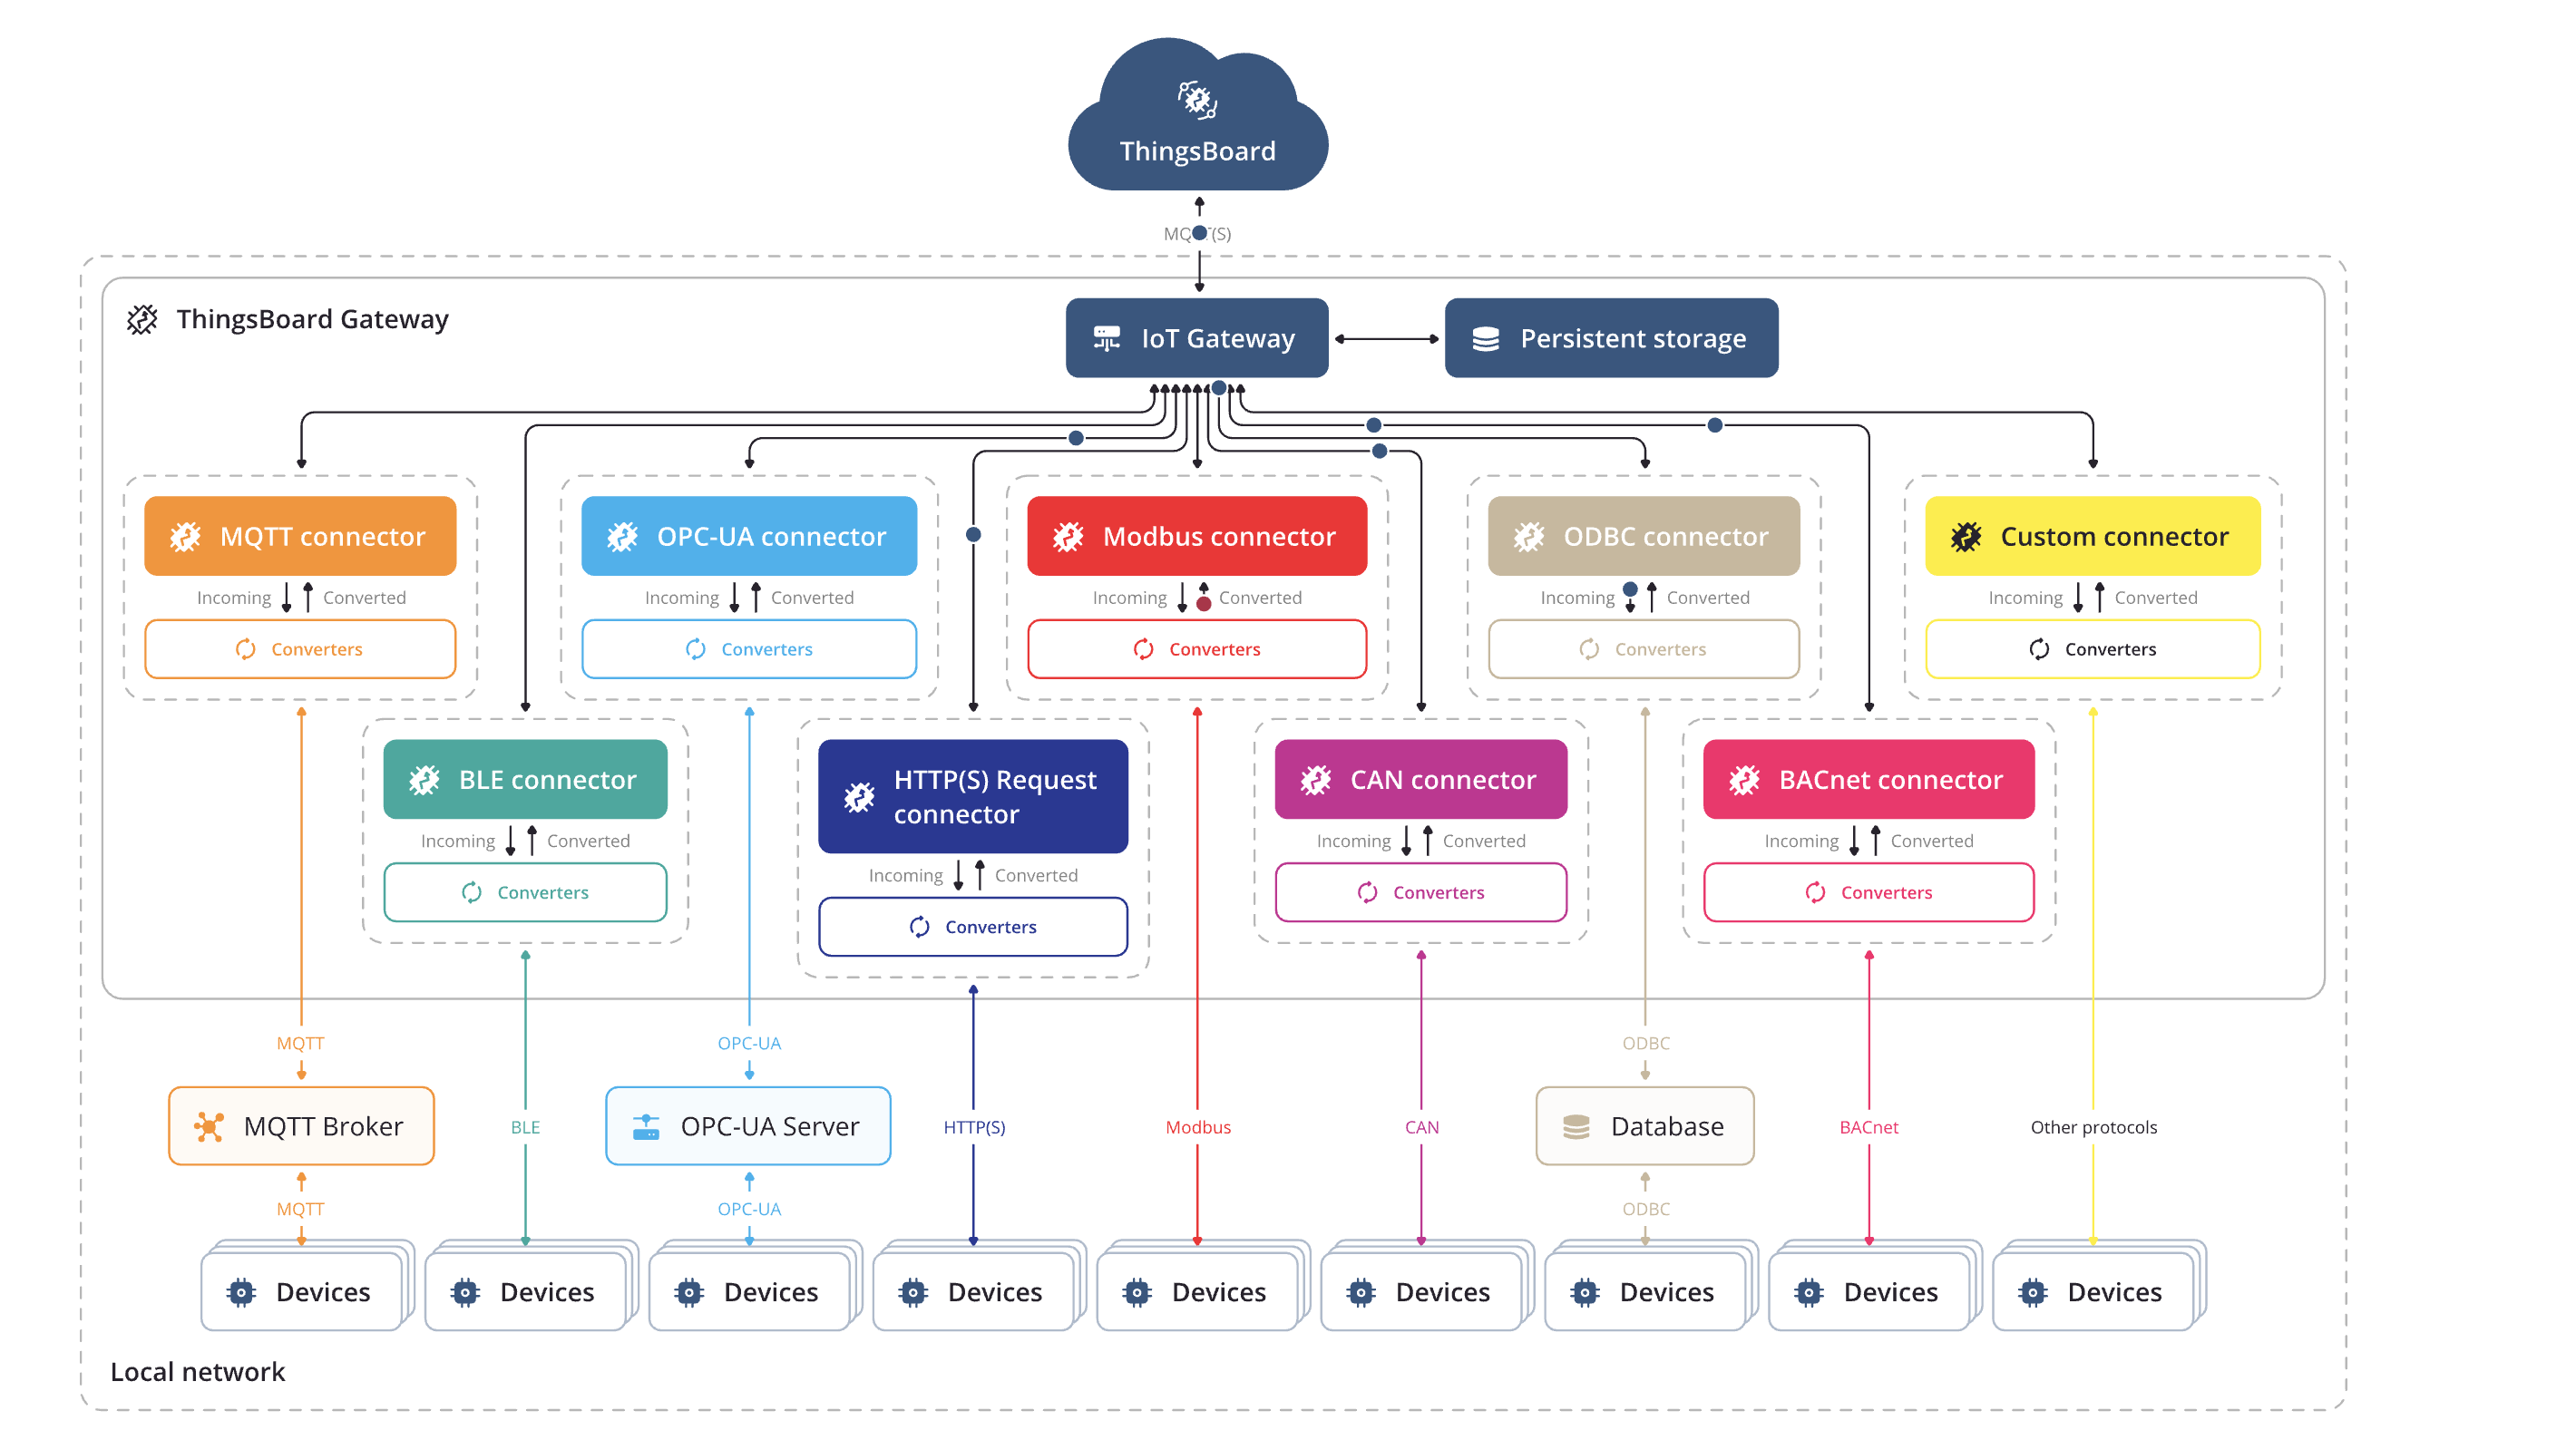 ThingsBoard
ThingsBoard Gateway
IoT Gateway
Persistent storage
MQTT connector
Incoming Converted
Converters
OPC-UA connector
Incoming Converted
Converters
Modbus connector
Incoming Converted
Converters
ODBC connector
Incoming Converted
Converters
Custom connector
Incoming Converted
Converters
BLE connector
Incoming Converted
Converters
HTTP(S) Request
connector
Incoming Converted
Converters
CAN connector
Incoming Converted
Converters
BACnet connector
Incoming Converted
Converters
MQTT
OPC-UA
ODBC
MQTT Broker
BLE
OPC-UA Server
HTTP(S)
Modbus
CAN
Database
BACnet
Other protocols
MQTT
OPC-UA
ODBC
Devices
Devices
Devices
Devices
Devices
Devices
Devices
Devices
Devices
Local network